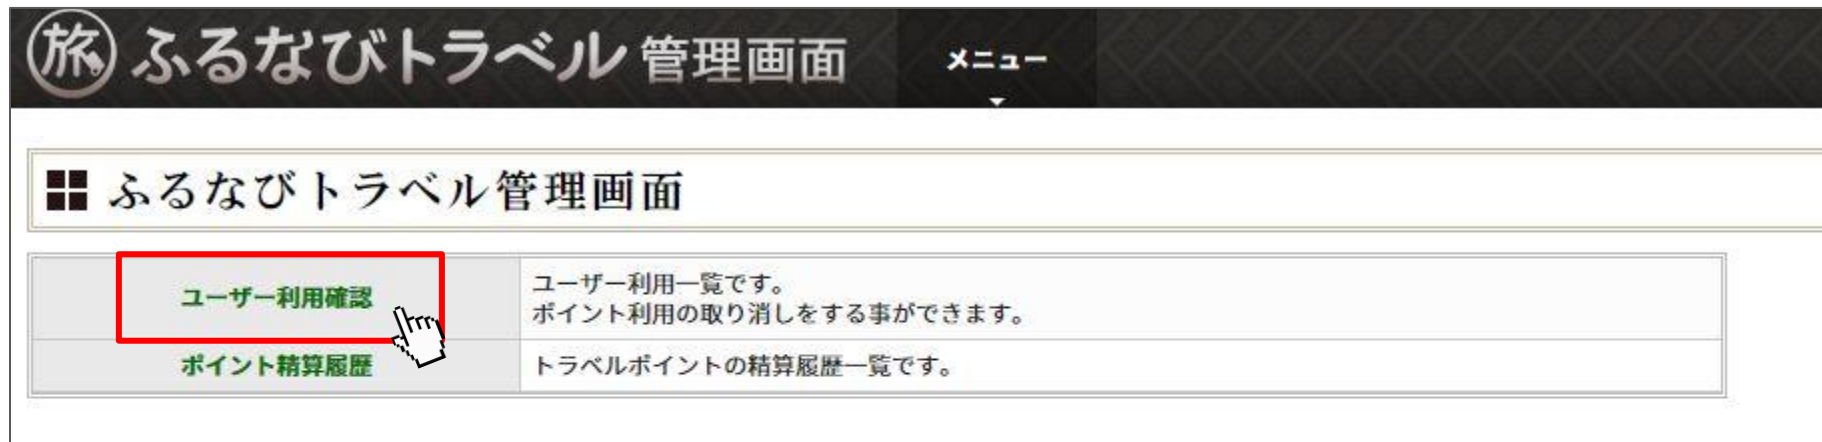 旅 ふるなびトラベル 管理画面 メニュー
ふるなびトラベル管理画面
ユーザー利用確認
ユーザー利用一覧です。
ポイント利用の取り消しをする事ができます。
ポイント精算履歴
トラベルポイントの精算履歴一覧です。